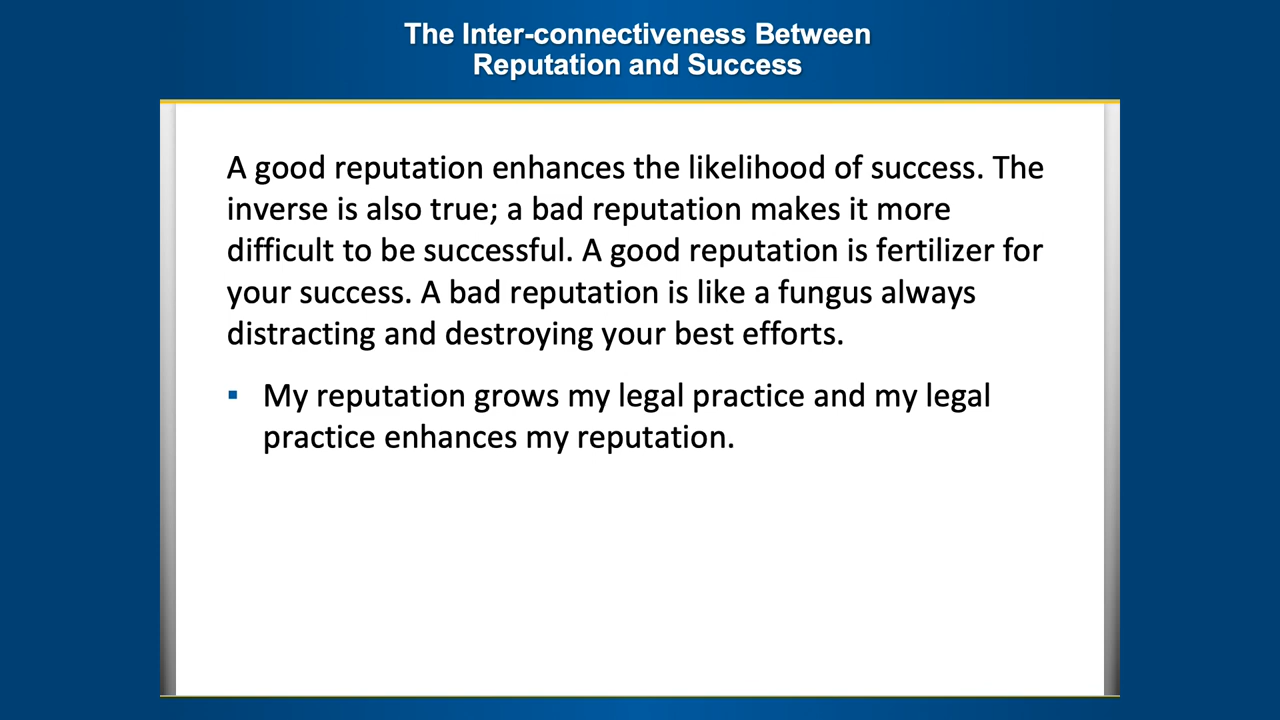 The Inter-connectiveness Between
Reputation and Success
A good reputation enhances the likelihood of success. The
inverse is also true; a bad reputation makes it more
difficult to be successful. A good reputation is fertilizer for
your success. A bad reputation is like a fungus always
distracting and destroying your best efforts.
▪ My reputation grows my legal practice and my legal
practice enhances my reputation.